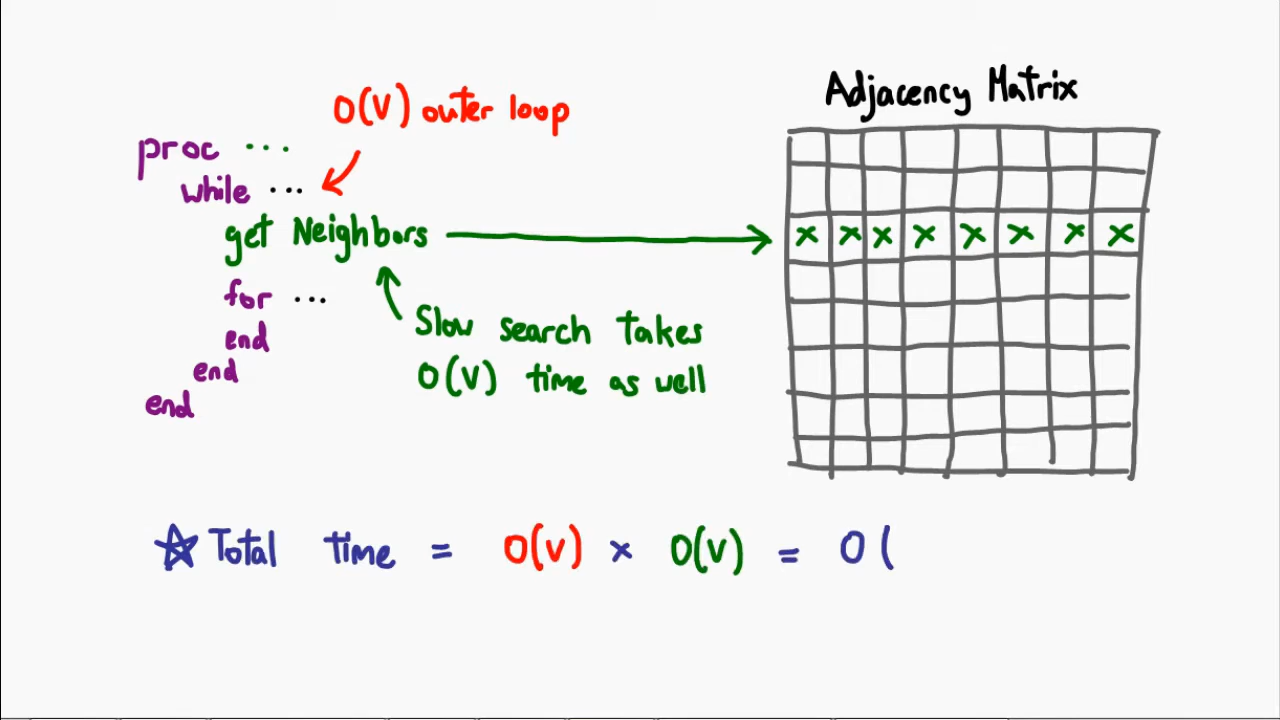 O(V) outer loop
proc ...
while ...
get Neighbors
for ...
end
end
end
Slow search takes
O(V) time as well
Adjacency Matrix
x x x x x x x x
☆ Total time = O(V) x O(V) = O (